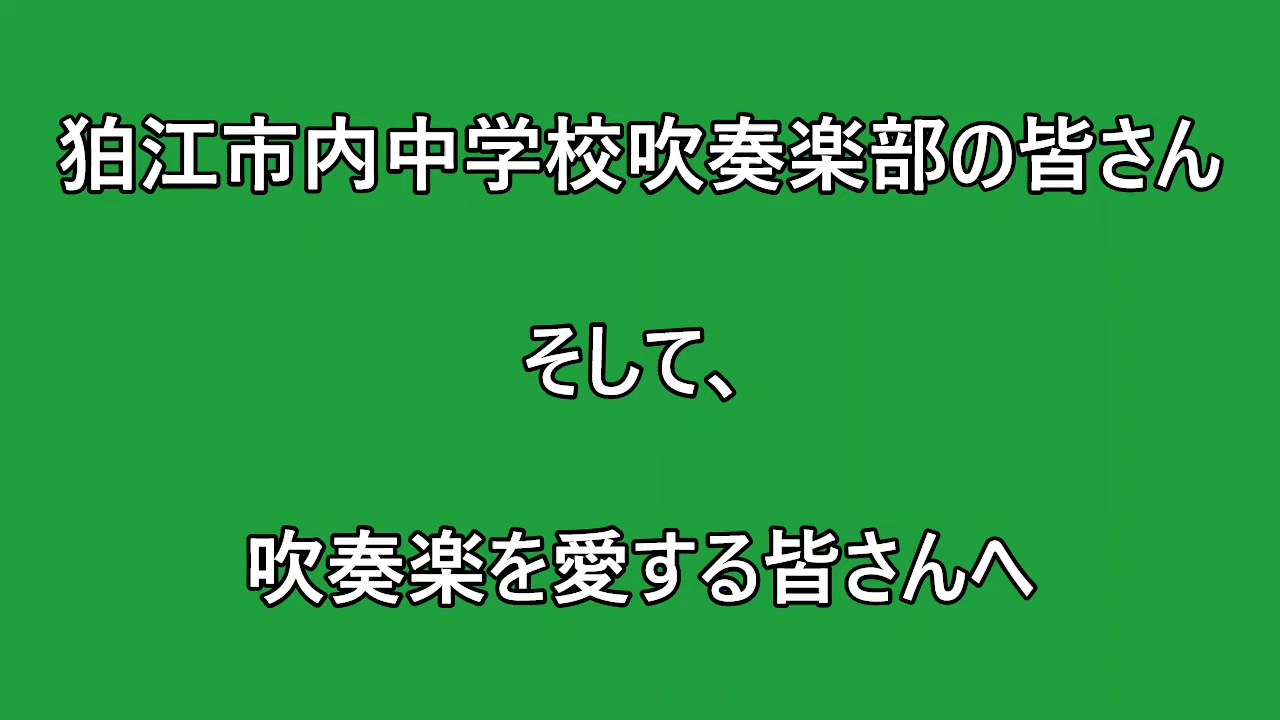 狛江市内中学校吹奏楽部の皆さん
そして、
吹奏楽を愛する皆さんへ